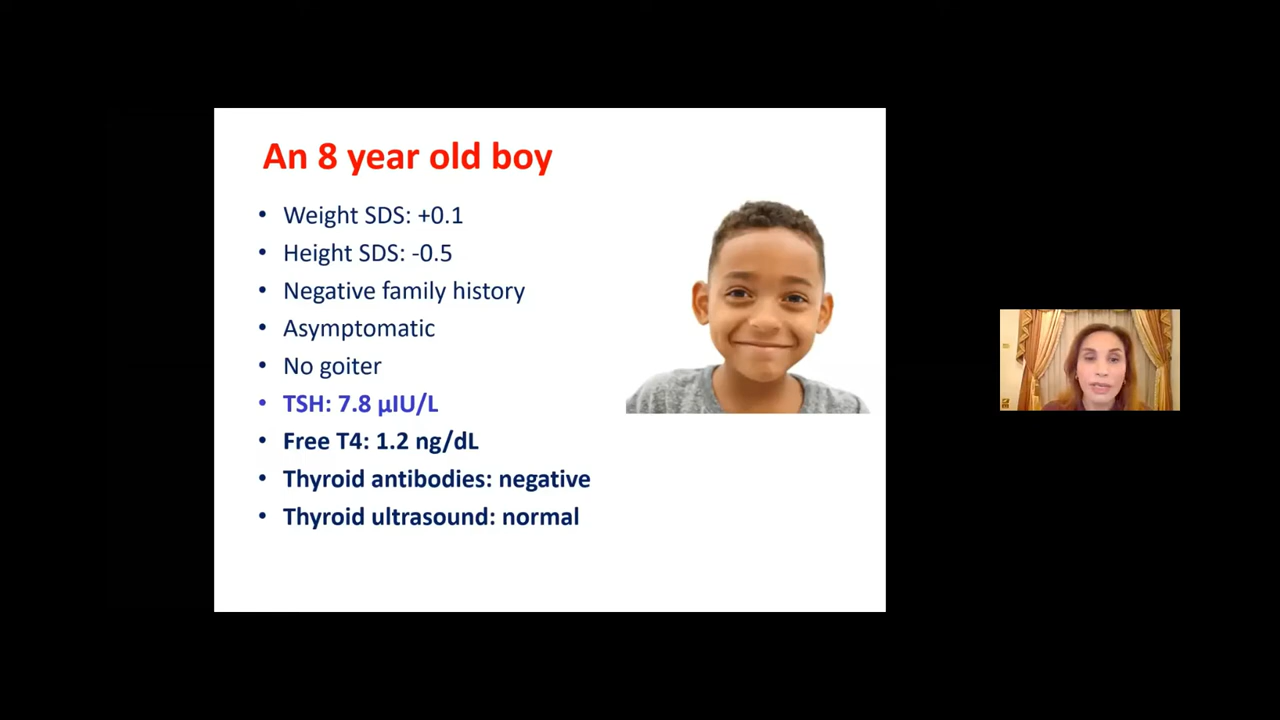 An 8 year old boy
• Weight SDS: +0.1
• Height SDS: -0.5
• Negative family history
• Asymptomatic
• No goiter
• TSH: 7.8 µIU/L
• Free T4: 1.2 ng/dL
• Thyroid antibodies: negative
• Thyroid ultrasound: normal